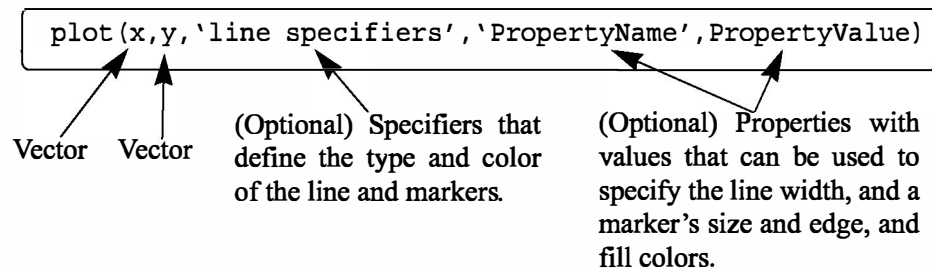 plot(x,y,‘line specifiers’,‘PropertyName’,PropertyValue)
Vector
Vector
(Optional) Specifiers that
define the type and color
of the line and markers.
(Optional) Properties with
values that can be used to
specify the line width, and a
marker’s size and edge, and
fill colors.